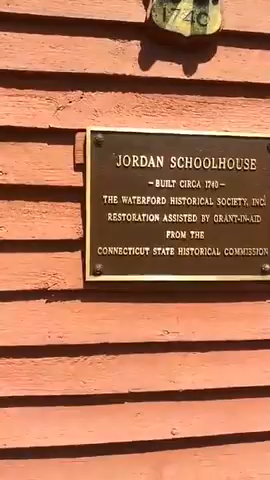 1740
JORDAN SCHOOLHOUSE
- BUILT CIRCA 1740 -
THE WATERFORD HISTORICAL SOCIETY, INC.
RESTORATION ASSISTED BY GRANT-IN-AID
FROM THE
CONNECTICUT STATE HISTORICAL COMMISSION